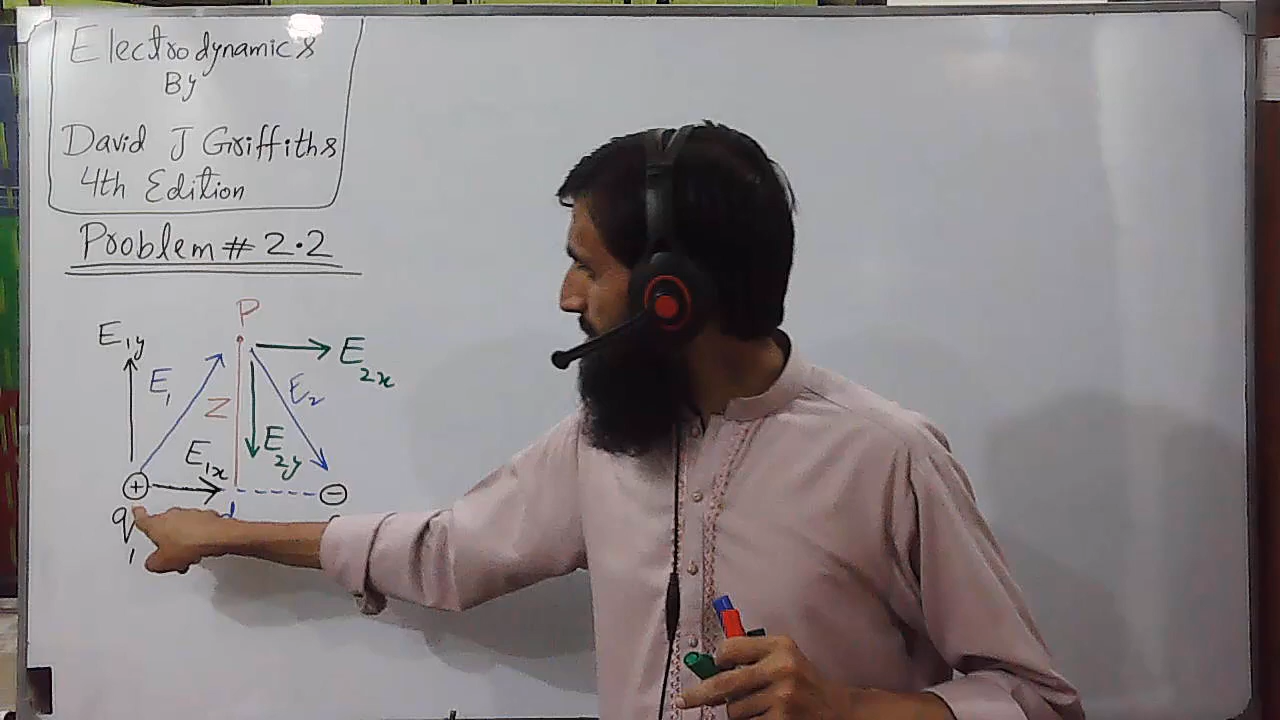 Electrodynamics
By
David J Griffiths
4th Edition
Problem # 2.2
P
E1y
E2x
E1
E2
Z
E2y
E1x
+
−
d
q1